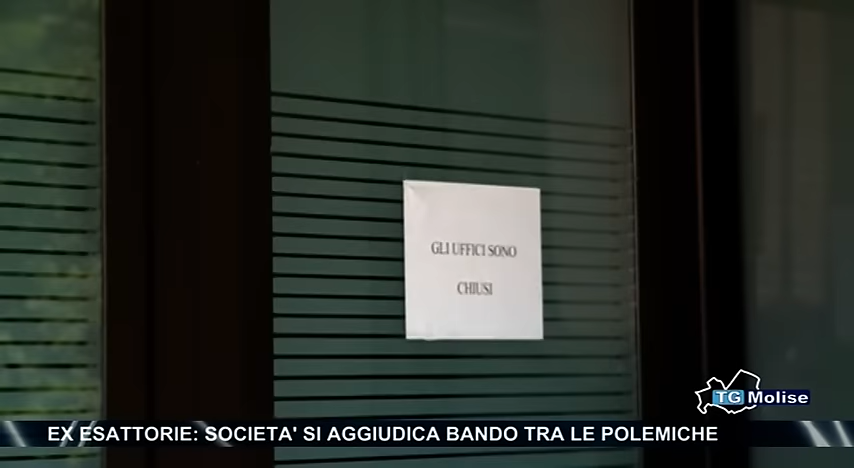 GLI UFFICI SONO
CHIUSI
TG Molise
EX ESATTORIE: SOCIETA' SI AGGIUDICA BANDO TRA LE POLEMICHE